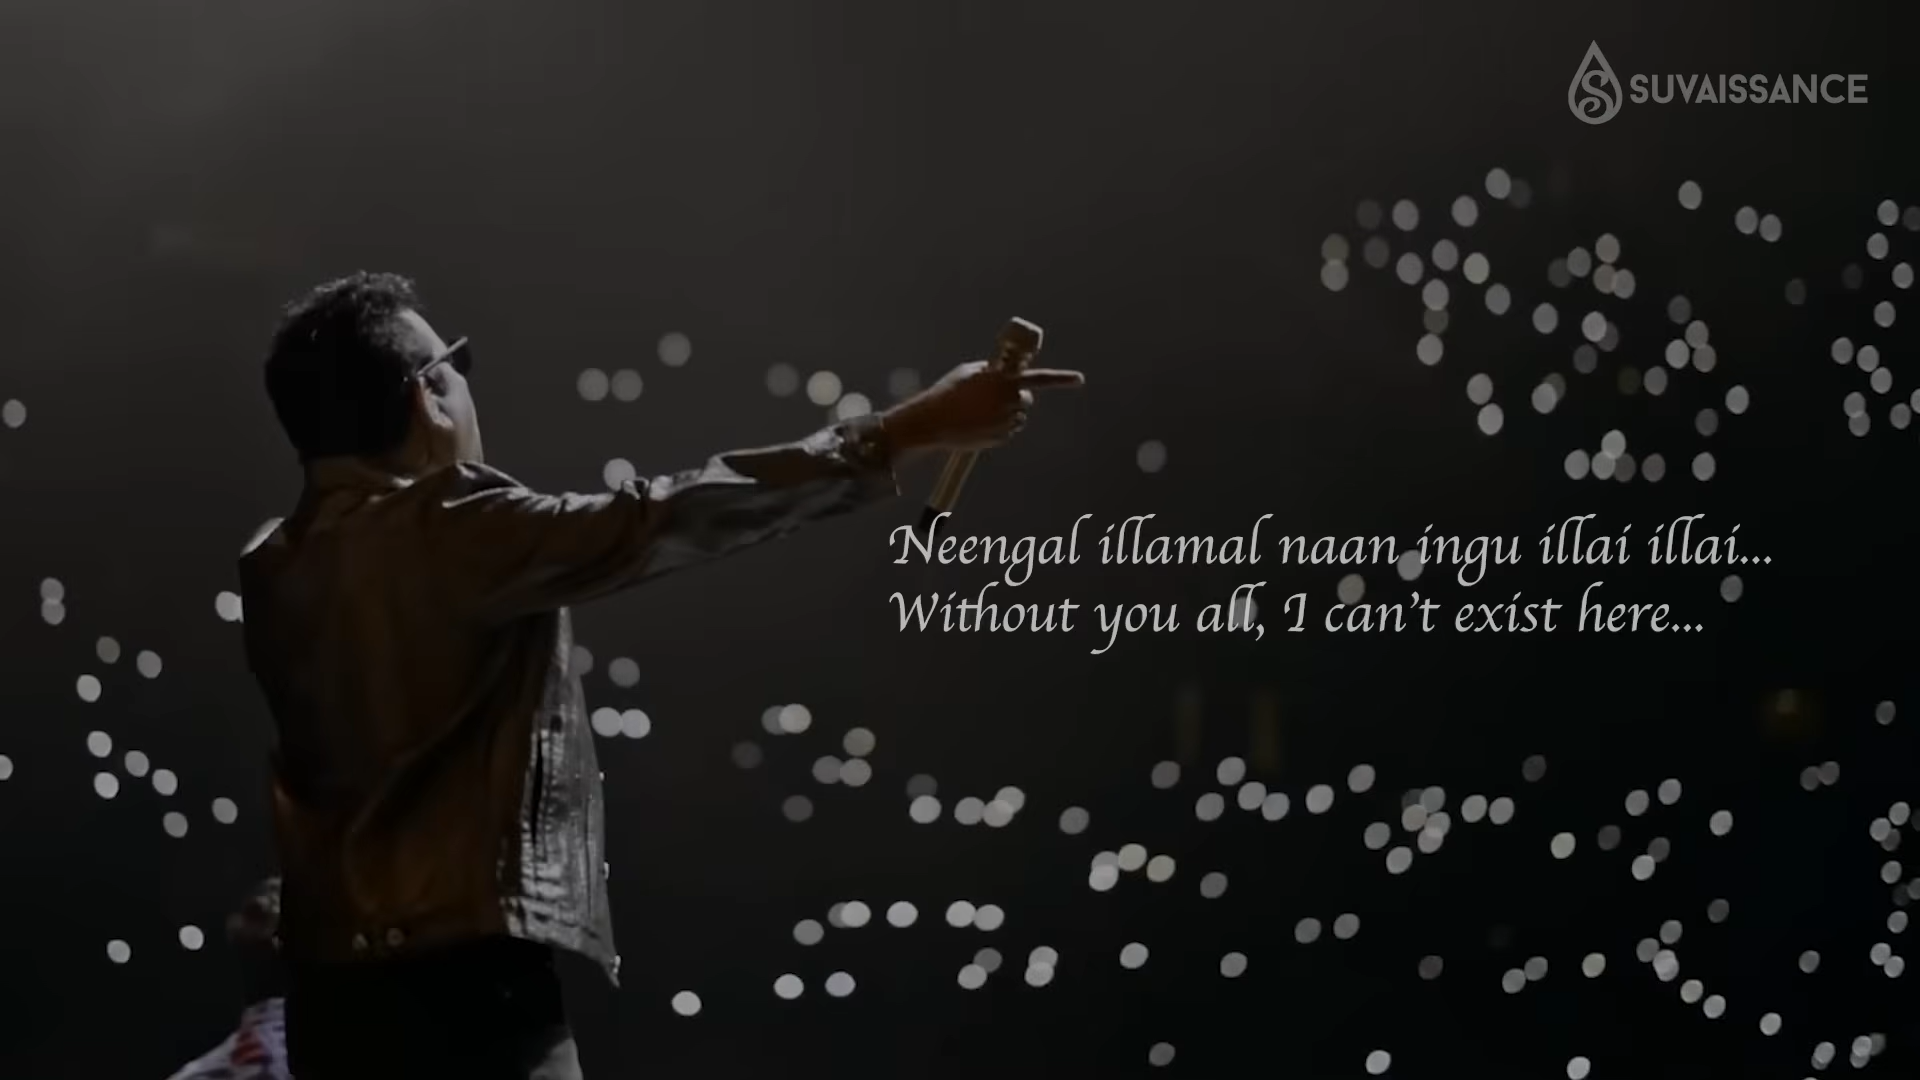 SUVAISSANCE
Neengal illamal naan ingu illai illai...
Without you all, I can't exist here...